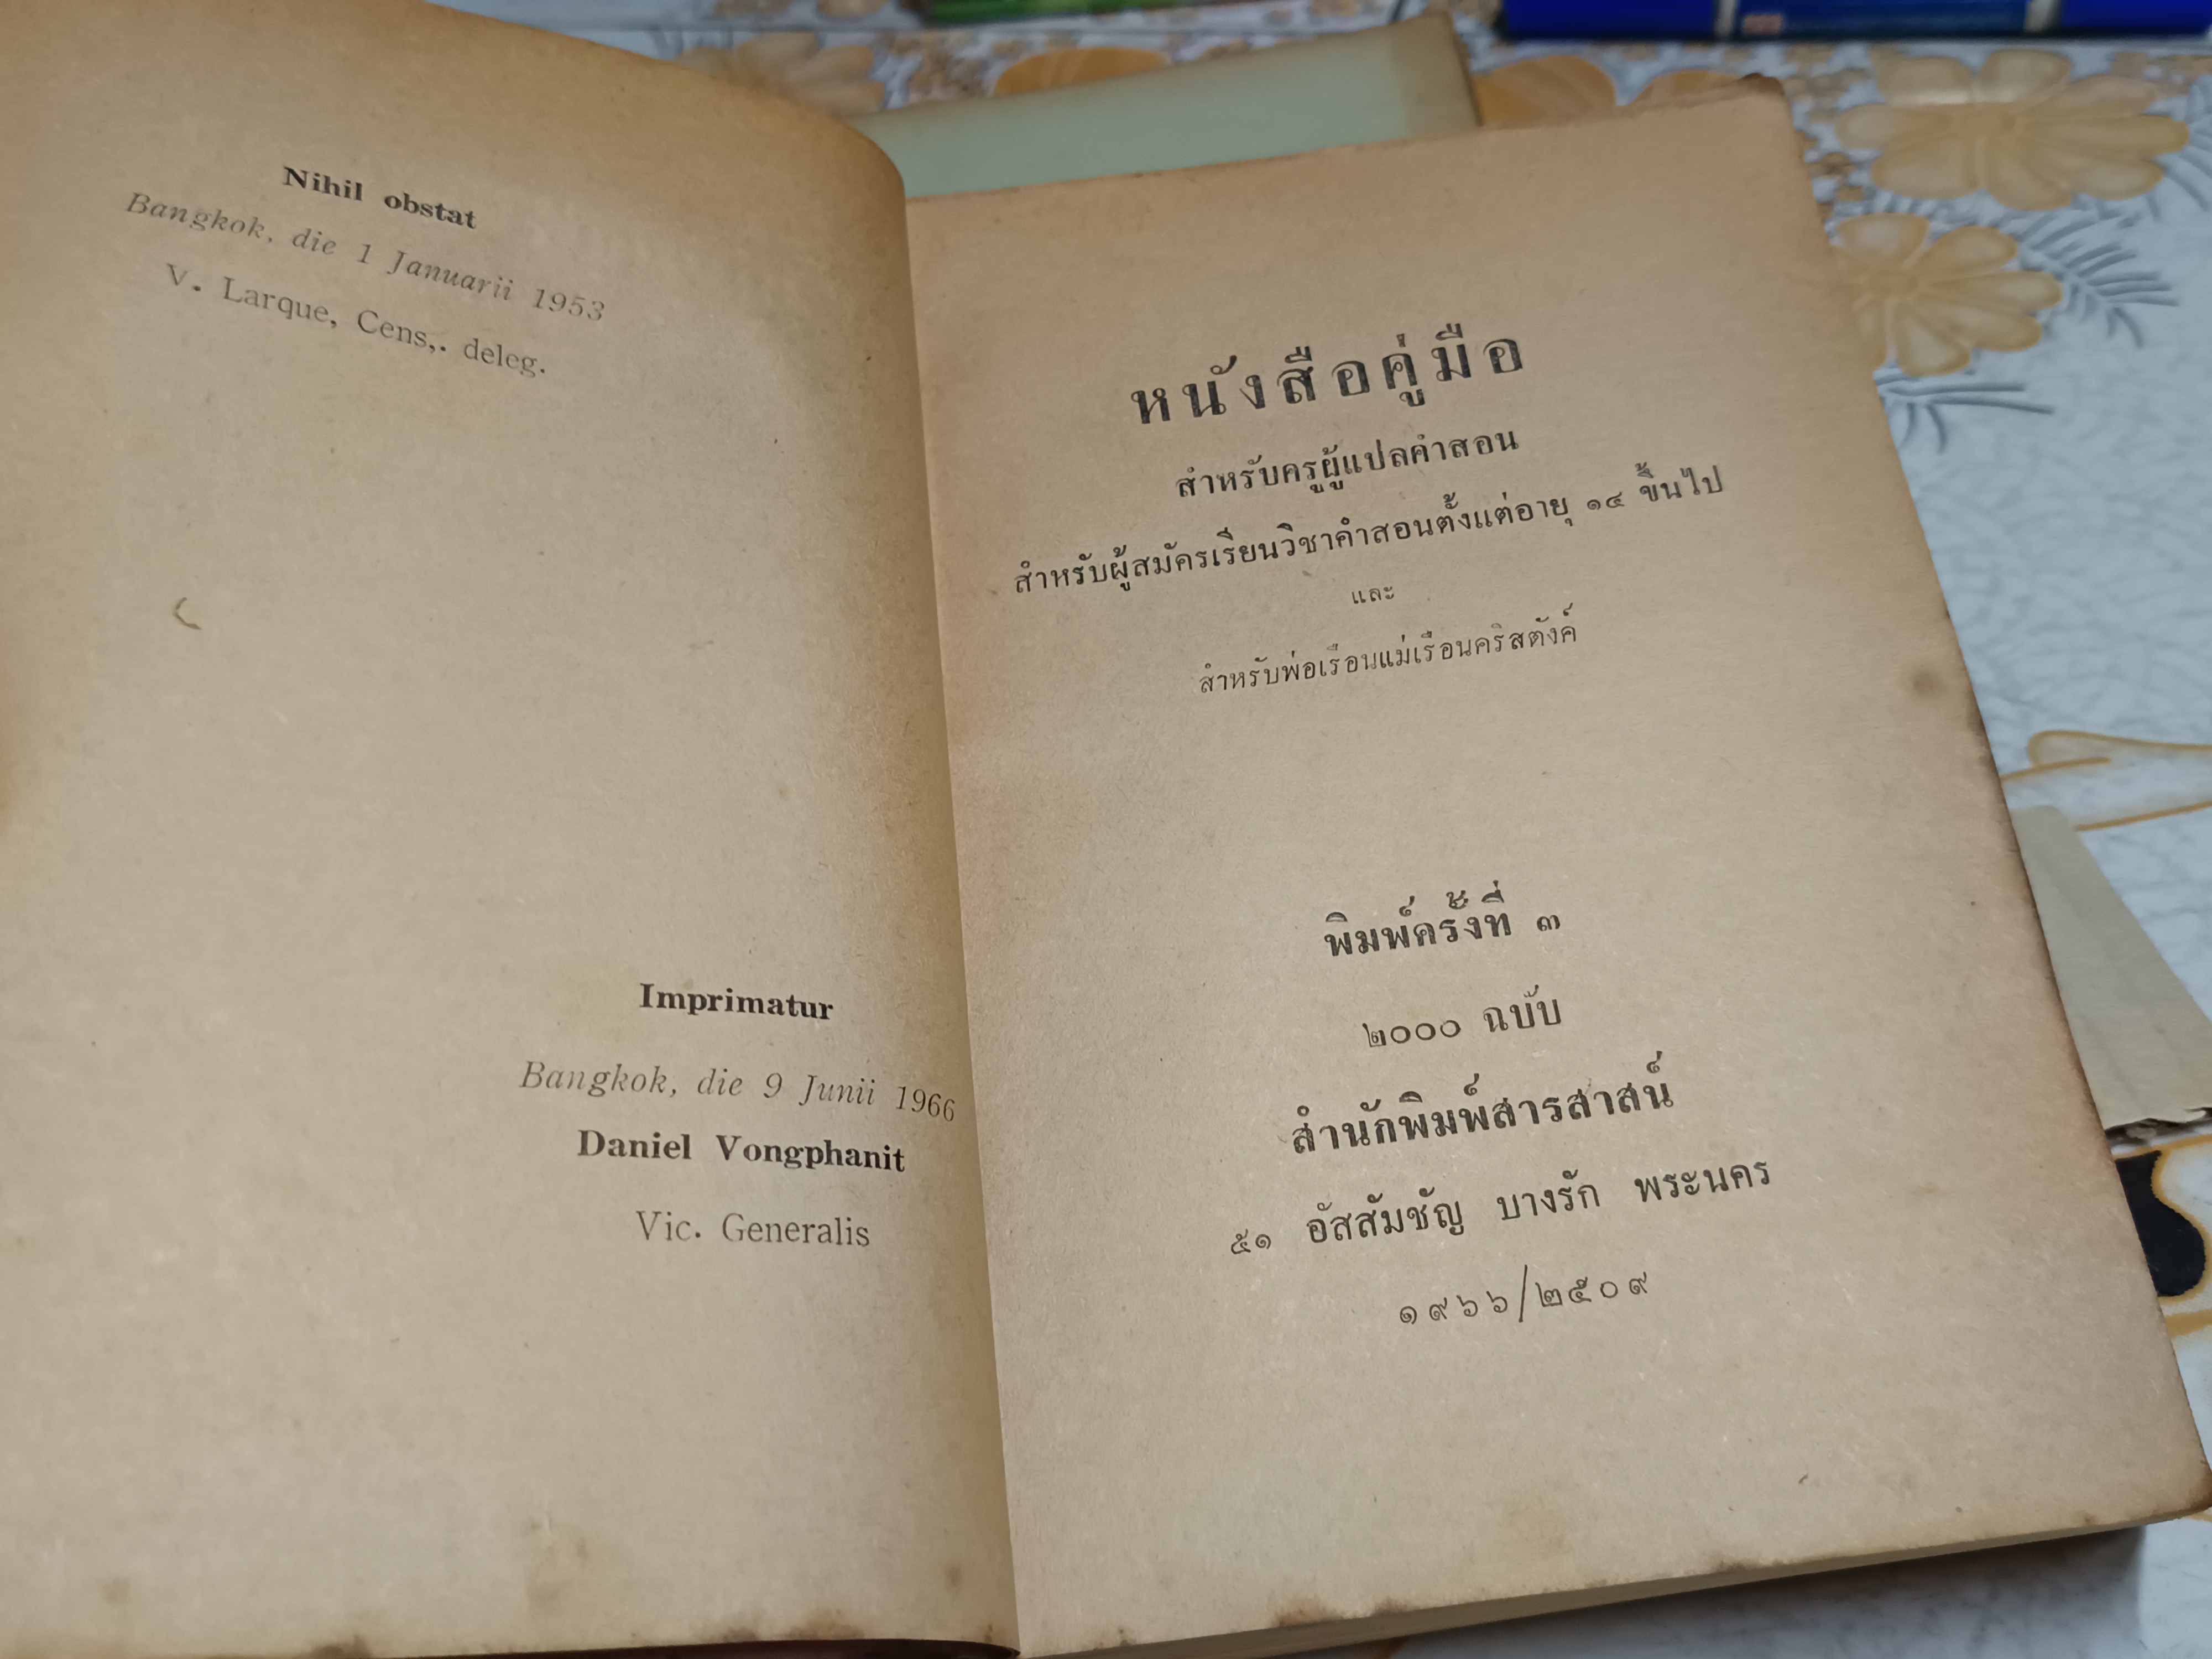 Nihil obstat
Bangkok, die 1 Januarii 1953
V. Larque, Cens,. deleg.
Imprimatur
Bangkok, die 9 Junii 1966
Daniel Vongphanit
Vic. Generalis
หนังสือคู่มือ
สำหรับครูผู้แปลคำสอน
สำหรับผู้สมัครเรียนวิชาคำสอนตั้งแต่อายุ ๑๔ ขึ้นไป
และ
สำหรับพ่อเรือนแม่เรือนคริสตังค์
พิมพ์ครั้งที่ ๓
๒๐๐๐ ฉบับ
สำนักพิมพ์สารสาสน์
๕๑ อัสสัมชัญ บางรัก พระนคร
๑๙๖๖/๒๕๐๙